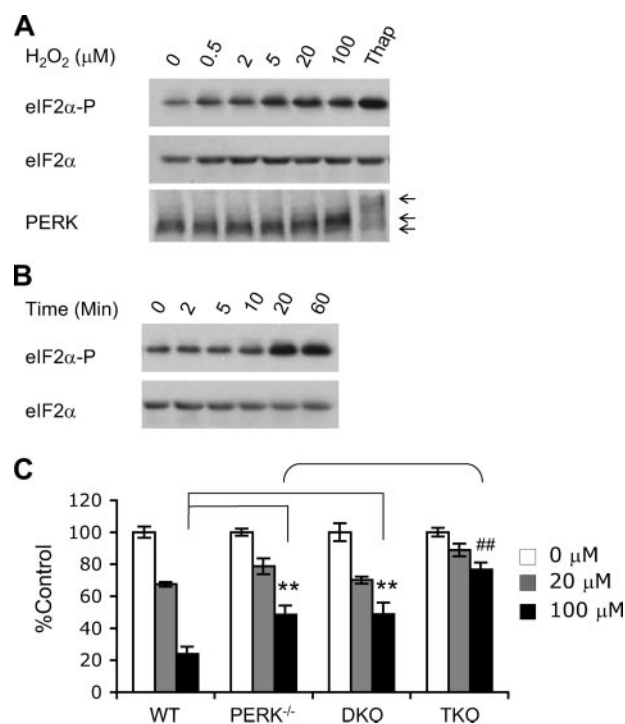 A
H₂O₂ (μM) 0 0.5 2 5 20 100 Thap
eIF2α-P
eIF2α
PERK
B
Time (Min) 0 2 5 10 20 60
eIF2α-P
eIF2α
C
%Control
120
100
80
60
40
20
0
** ** ##
WT PERK-/- DKO TKO
0 μM
20 μM
100 μM